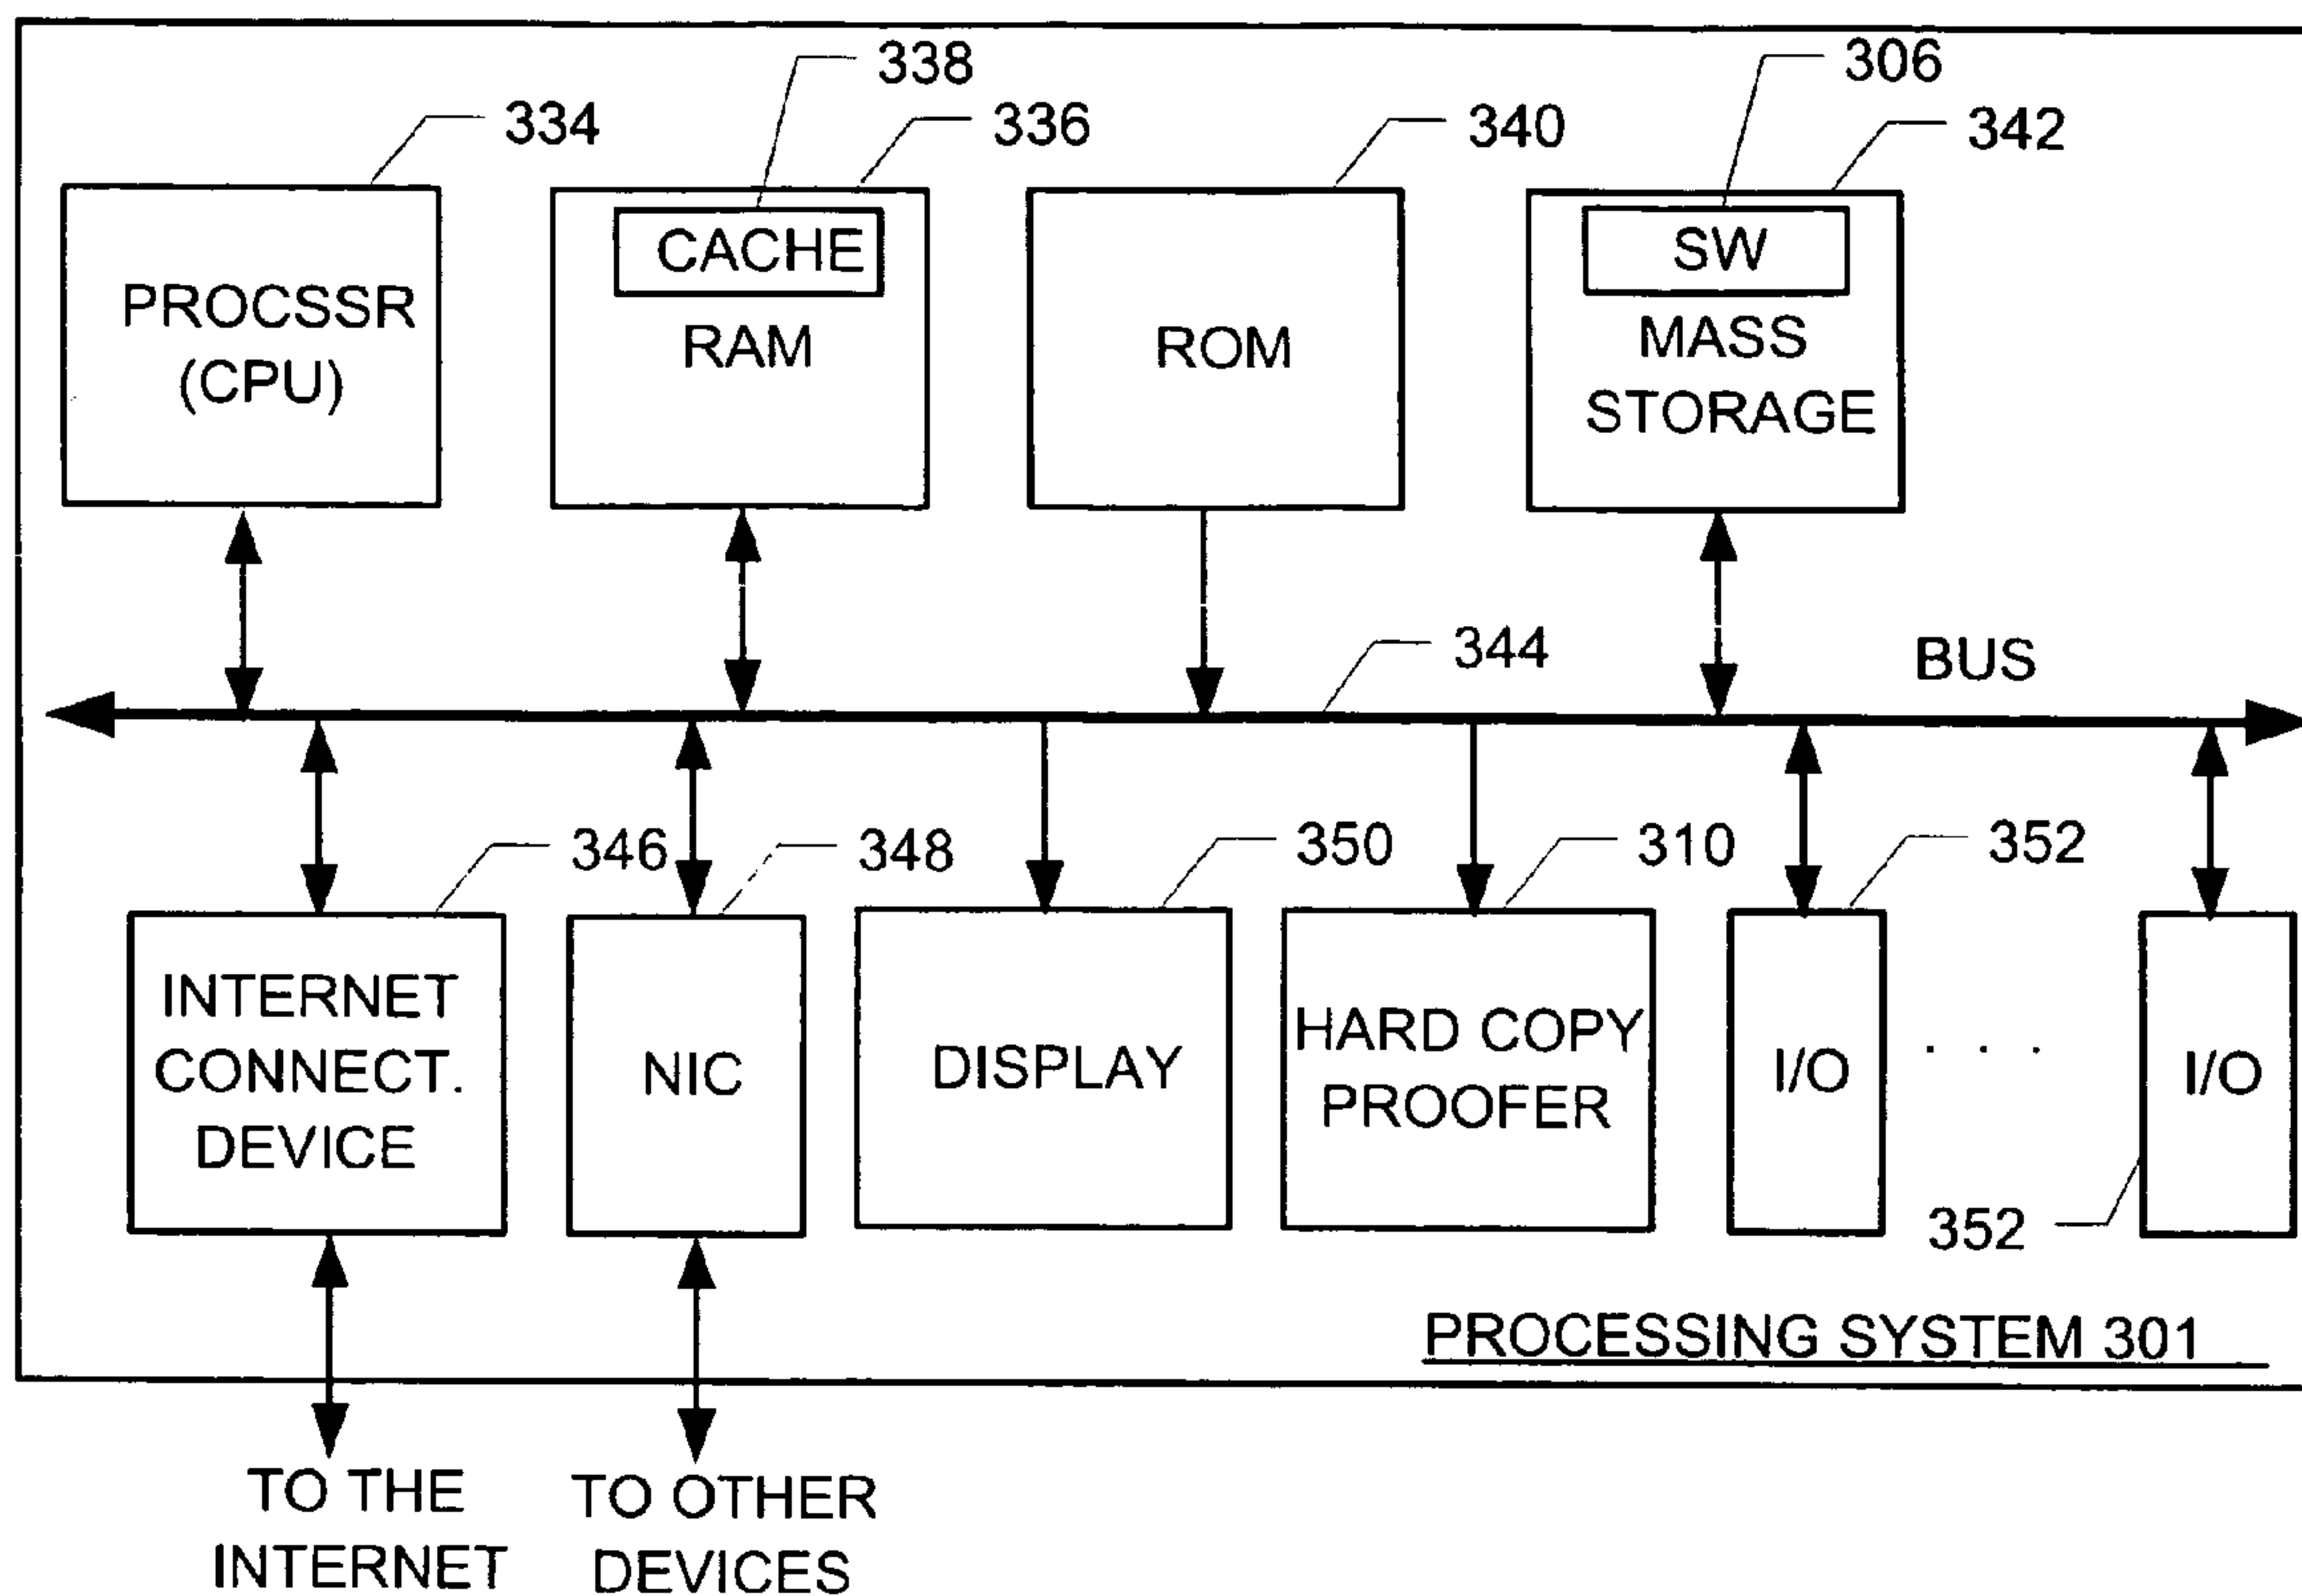 338
306
334
336
340
342
CACHE
SW
PROCSSR
(CPU)
RAM
ROM
MASS
STORAGE
344
BUS
346
348
350
310
352
INTERNET
CONNECT.
DEVICE
NIC
DISPLAY
HARD COPY
PROOFER
I/O
. . .
I/O
352
PROCESSING SYSTEM 301
TO THE
INTERNET
TO OTHER
DEVICES